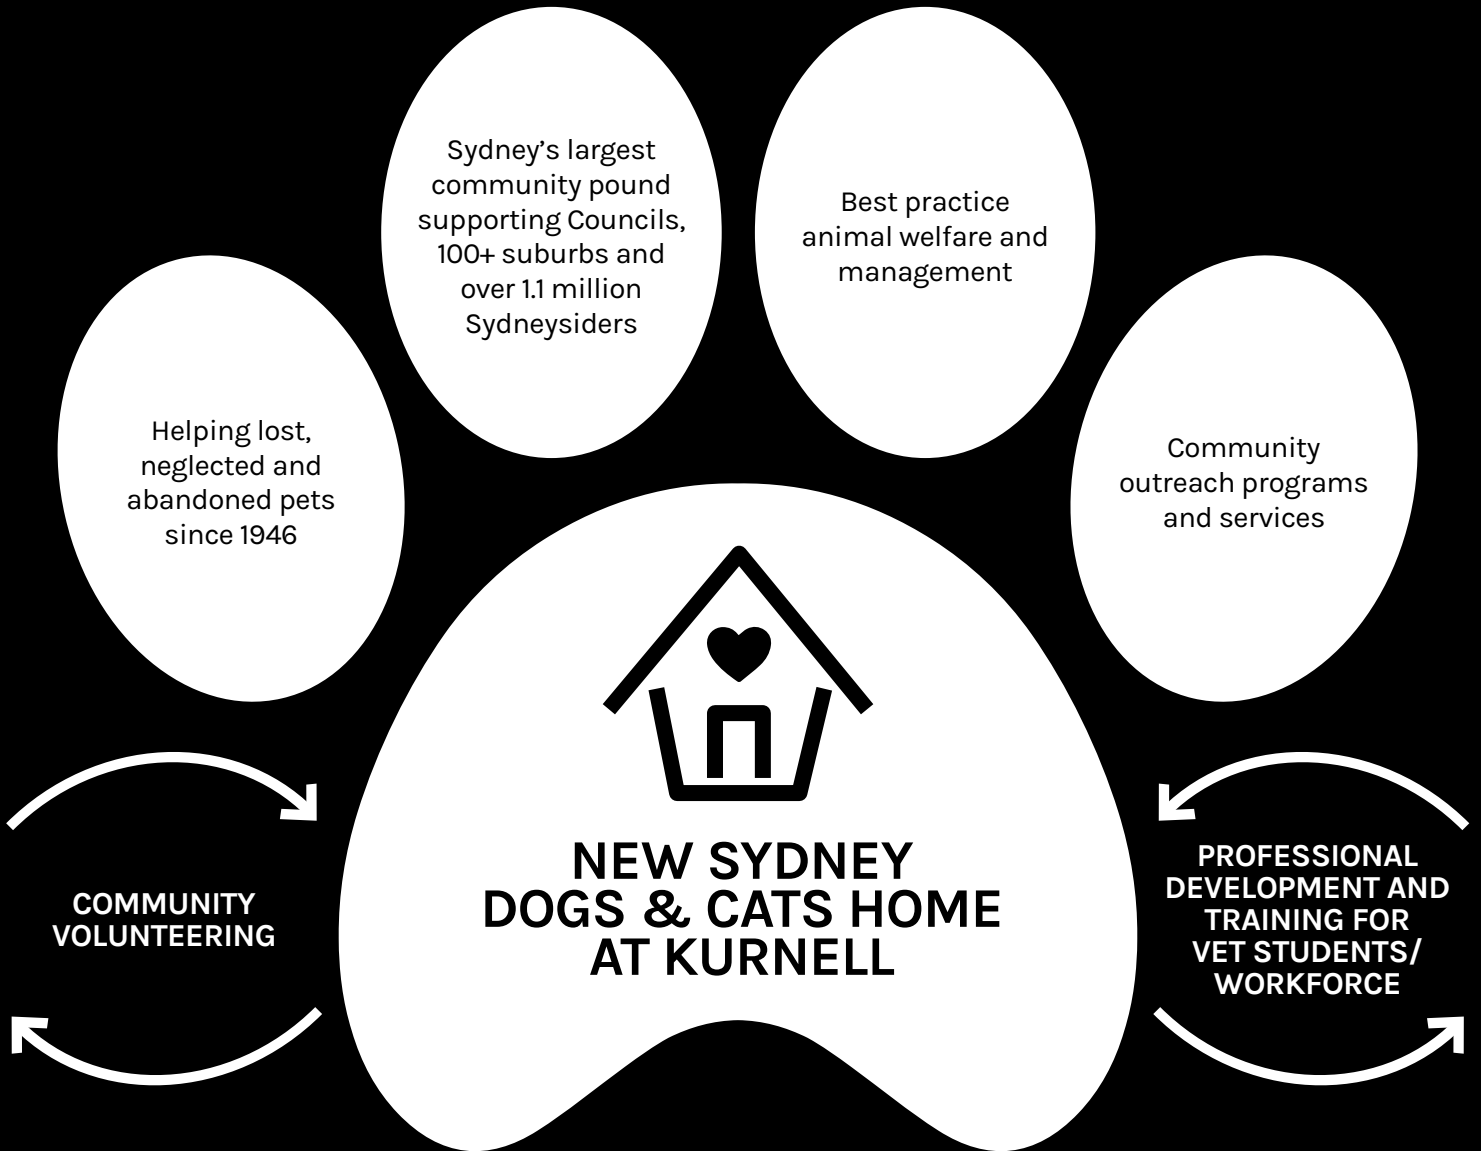 Sydney’s largest
community pound
supporting Councils,
100+ suburbs and
over 1.1 million
Sydneysiders
Best practice
animal welfare and
management
Helping lost,
neglected and
abandoned pets
since 1946
Community
outreach programs
and services
NEW SYDNEY
DOGS & CATS HOME
AT KURNELL
COMMUNITY
VOLUNTEERING
PROFESSIONAL
DEVELOPMENT AND
TRAINING FOR
VET STUDENTS/
WORKFORCE